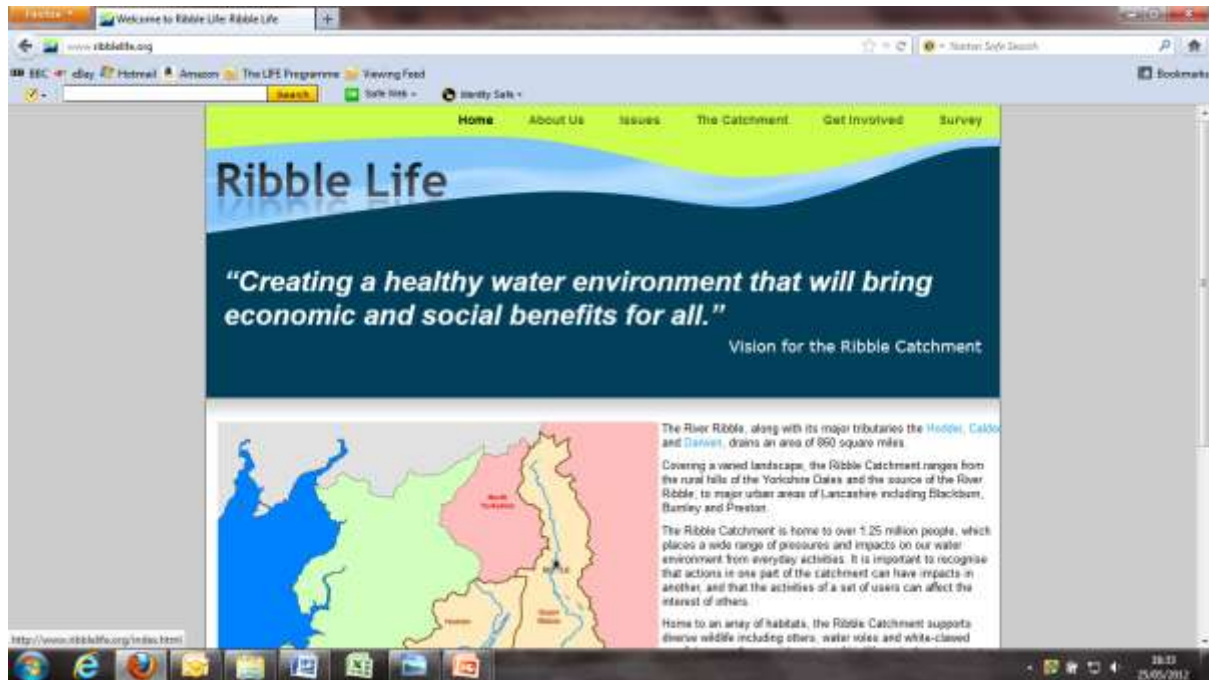 Firefox
Welcome to Ribble Life: Ribble Life
+
www.ribblelife.org
Norton Safe Search
BBC eBay Hotmail Amazon The LIFE Programme Viewing Feed
Bookmarks
Search Safe Web Identity Safe
Home About Us Issues The Catchment Get Involved Survey
Ribble Life
“Creating a healthy water environment that will bring
economic and social benefits for all.”
Vision for the Ribble Catchment
The River Ribble, along with its major tributaries the Hodder, Calder
and Darwen, drains an area of 860 square miles.
Covering a varied landscape, the Ribble Catchment ranges from
the rural hills of the Yorkshire Dales and the source of the River
Ribble, to major urban areas of Lancashire including Blackburn,
Burnley and Preston.
The Ribble Catchment is home to over 1.25 million people, which
places a wide range of pressures and impacts on our water
environment from everyday activities. It is important to recognise
that actions in one part of the catchment can have impacts in
another, and that the activities of a set of users can affect the
interest of others.
Home to an array of habitats, the Ribble Catchment supports
diverse wildlife including otters, water voles and white-clawed
North
Yorkshire
Hodder
Upper
Ribble
http://www.ribblelife.org/index.html
25/05/2012